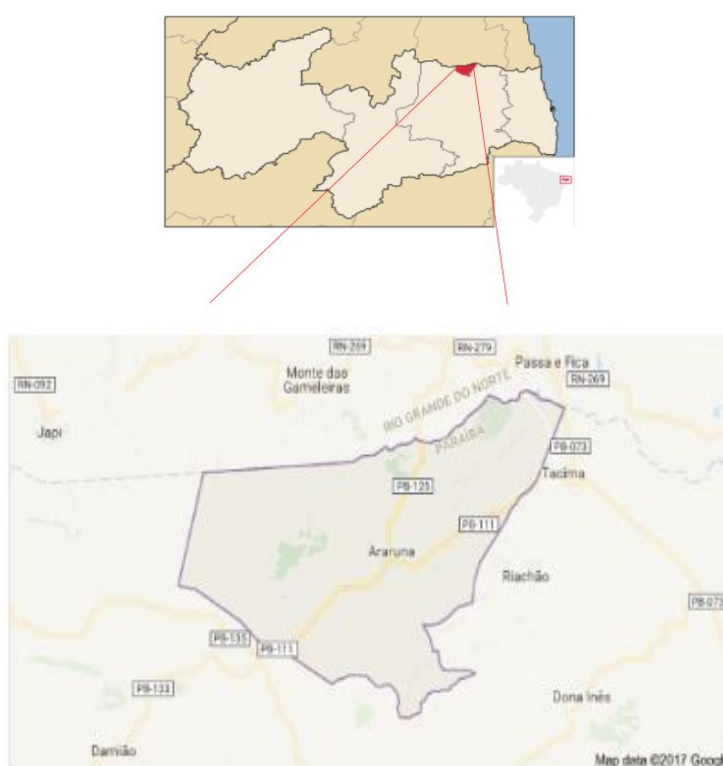 RN-269
RN-279
Passa e Fica
RN-092
Monte das
Gameleiras
RN-269
RIO GRANDE DO NORTE
Japi
PARAÍBA
PB-073
Tacima
PB-125
PB-111
Araruna
Riachão
PB-073
PB-135
PB-111
PB-133
Dona Inês
Damião
Map data ©2017 Google